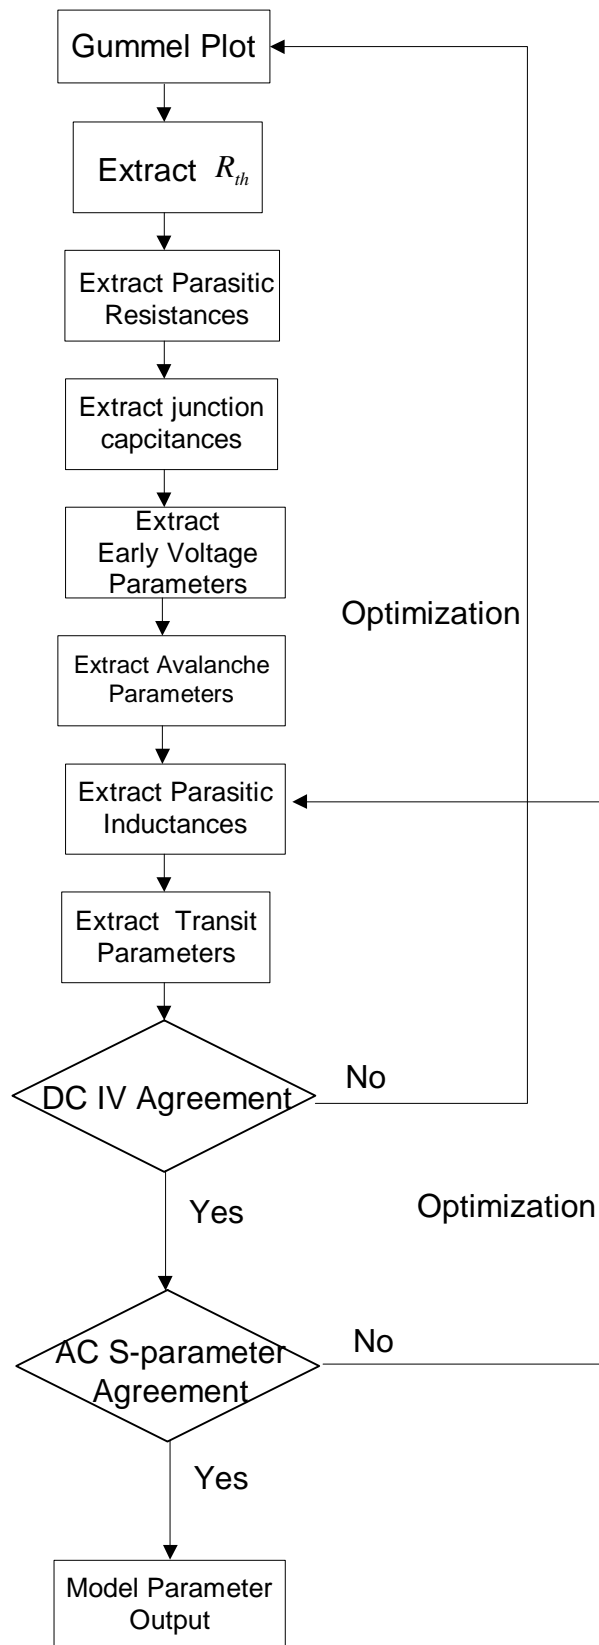 Gummel Plot
Extract R_th
Extract Parasitic
Resistances
Extract junction
capcitances
Extract
Early Voltage
Parameters
Optimization
Extract Avalanche
Parameters
Extract Parasitic
Inductances
Extract Transit
Parameters
DC IV Agreement
No
Yes
Optimization
AC S-parameter
Agreement
No
Yes
Model Parameter
Output